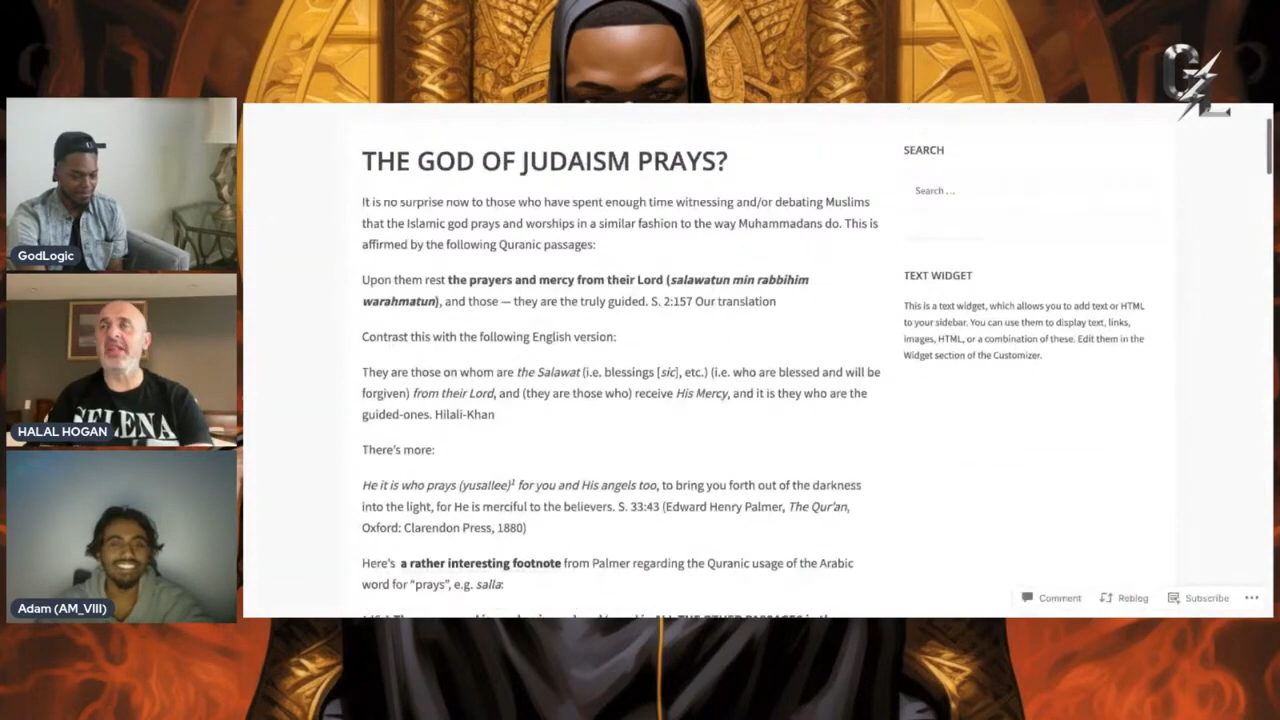 GL
THE GOD OF JUDAISM PRAYS?
It is no surprise now to those who have spent enough time witnessing and/or debating Muslims
that the Islamic god prays and worships in a similar fashion to the way Muhammadans do. This is
affirmed by the following Quranic passages:
Upon them rest the prayers and mercy from their Lord (salawatun min rabbihim
warahmatun), and those — they are the truly guided. S. 2:157 Our translation
Contrast this with the following English version:
They are those on whom are the Salawat (i.e. blessings [sic], etc.) (i.e. who are blessed and will be
forgiven) from their Lord, and (they are those who) receive His Mercy, and it is they who are the
guided-ones. Hilali-Khan
There's more:
He it is who prays (yusallee)¹ for you and His angels too, to bring you forth out of the darkness
into the light, for He is merciful to the believers. S. 33:43 (Edward Henry Palmer, The Qur'an,
Oxford: Clarendon Press, 1880)
Here's a rather interesting footnote from Palmer regarding the Quranic usage of the Arabic
word for "prays", e.g. salla:
SEARCH
Search ...
TEXT WIDGET
This is a text widget, which allows you to add text or HTML
to your sidebar. You can use them to display text, links,
images, HTML, or a combination of these. Edit them in the
Widget section of the Customizer.
Comment Reblog Subscribe
GodLogic
SELENA
HALAL HOGAN
Adam (AM_VIII)